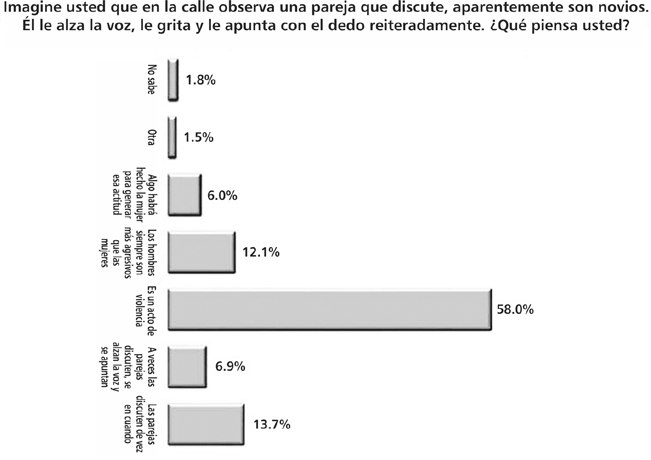 Imagine usted que en la calle observa una pareja que discute, aparentemente son novios.
Él le alza la voz, le grita y le apunta con el dedo reiteradamente. ¿Qué piensa usted?
No sabe
1.8%
Otra
1.5%
Algo habrá
hecho la mujer
para generar
esa actitud
6.0%
Los hombres
siempre son
más agresivos
que las
mujeres
12.1%
Es un acto de
violencia
58.0%
A veces las
parejas
discuten, se
alzan la voz y
se apuntan
6.9%
Las parejas
discuten de vez
en cuando
13.7%